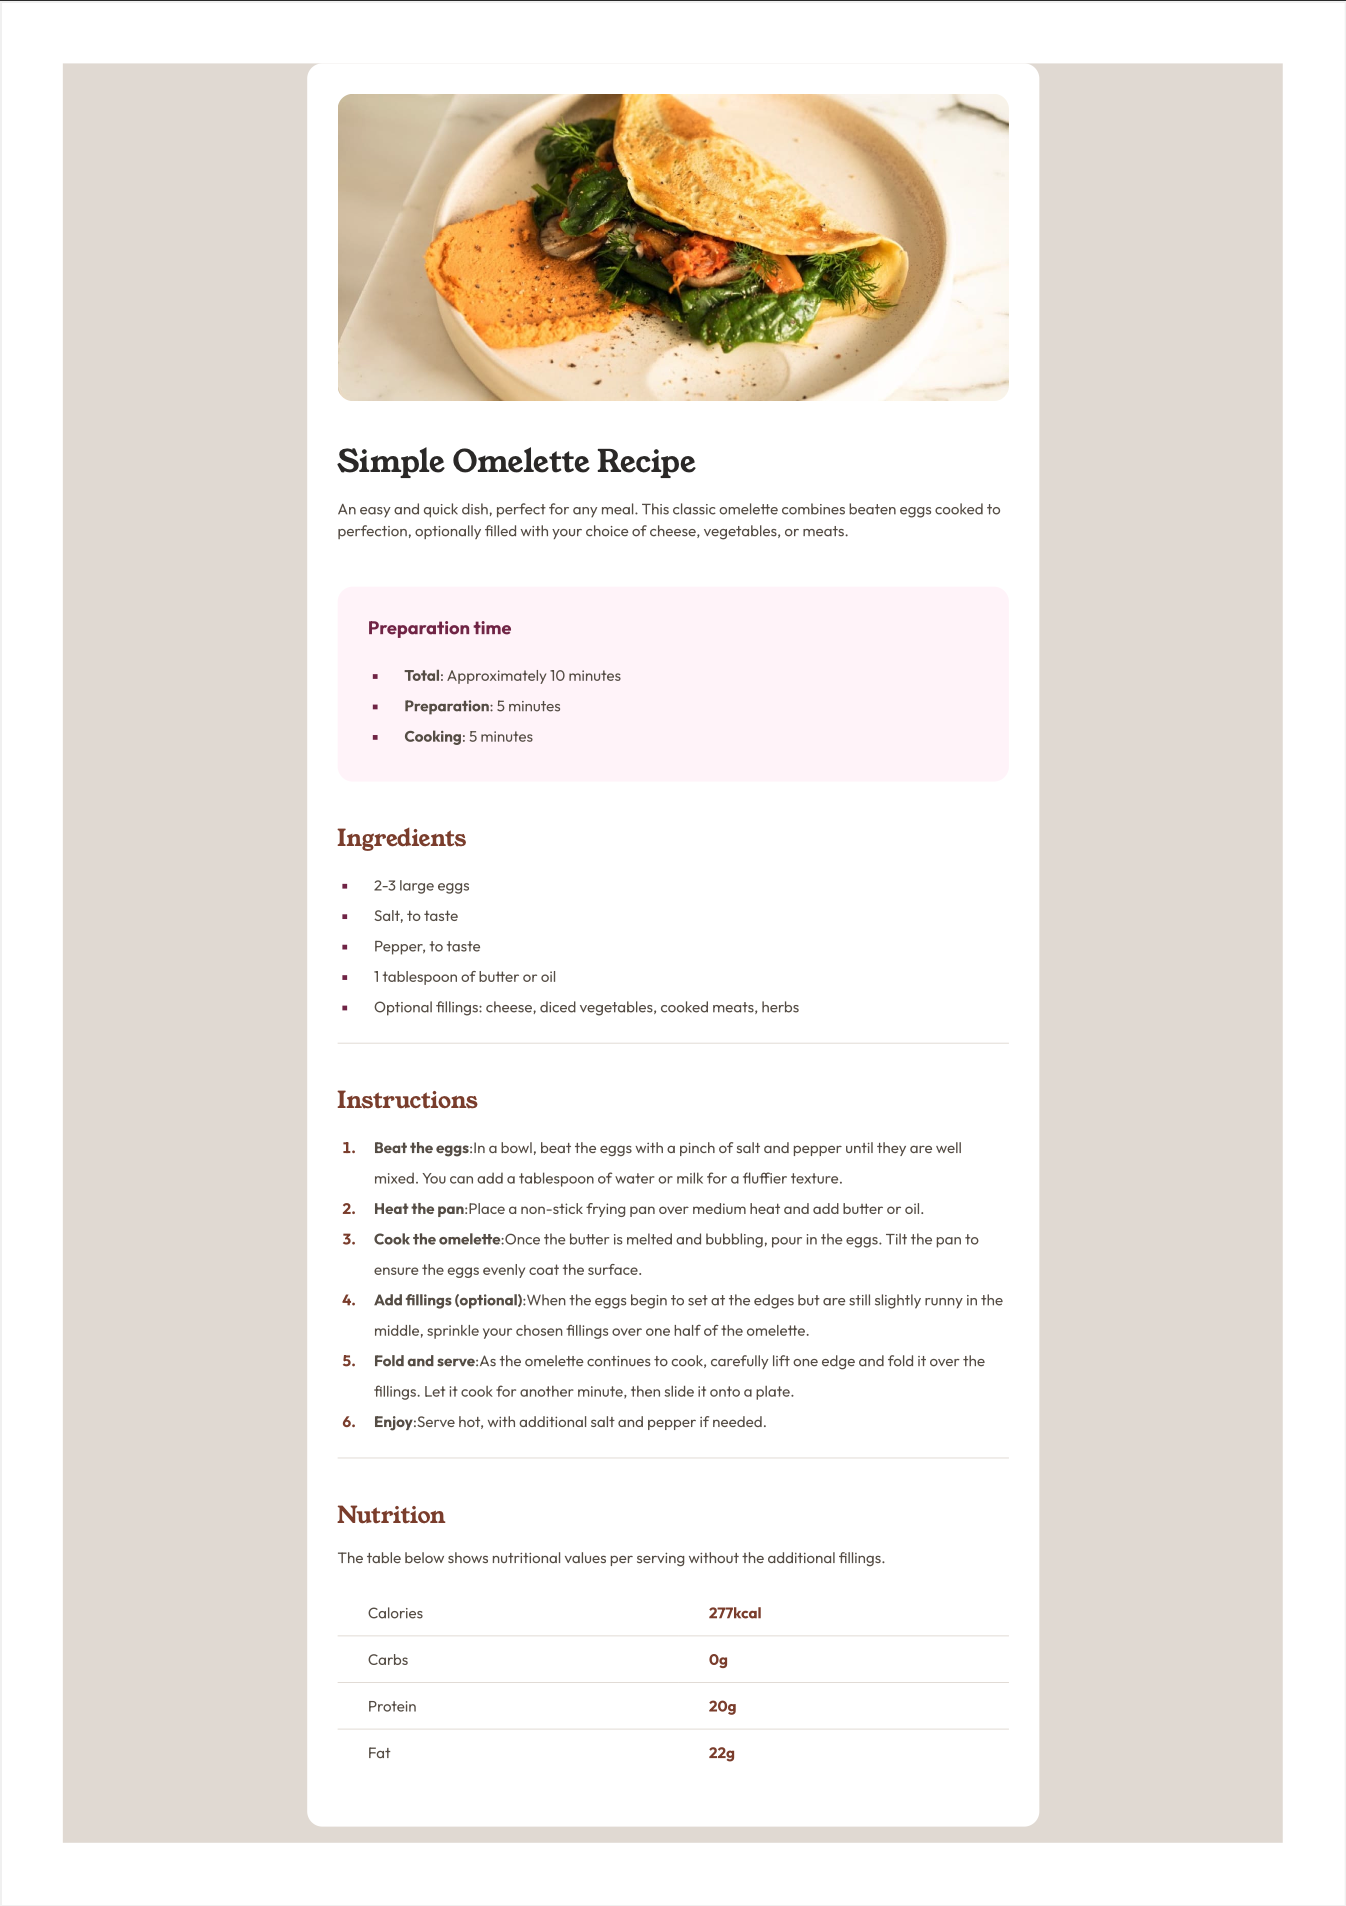 Simple Omelette Recipe
An easy and quick dish, perfect for any meal. This classic omelette combines beaten eggs cooked to
perfection, optionally filled with your choice of cheese, vegetables, or meats.
Preparation time
▪ Total: Approximately 10 minutes
▪ Preparation: 5 minutes
▪ Cooking: 5 minutes
Ingredients
▪ 2-3 large eggs
▪ Salt, to taste
▪ Pepper, to taste
▪ 1 tablespoon of butter or oil
▪ Optional fillings: cheese, diced vegetables, cooked meats, herbs
Instructions
1. Beat the eggs:In a bowl, beat the eggs with a pinch of salt and pepper until they are well
mixed. You can add a tablespoon of water or milk for a fluffier texture.
2. Heat the pan:Place a non-stick frying pan over medium heat and add butter or oil.
3. Cook the omelette:Once the butter is melted and bubbling, pour in the eggs. Tilt the pan to
ensure the eggs evenly coat the surface.
4. Add fillings (optional):When the eggs begin to set at the edges but are still slightly runny in the
middle, sprinkle your chosen fillings over one half of the omelette.
5. Fold and serve:As the omelette continues to cook, carefully lift one edge and fold it over the
fillings. Let it cook for another minute, then slide it onto a plate.
6. Enjoy:Serve hot, with additional salt and pepper if needed.
Nutrition
The table below shows nutritional values per serving without the additional fillings.
Calories 277kcal
Carbs 0g
Protein 20g
Fat 22g